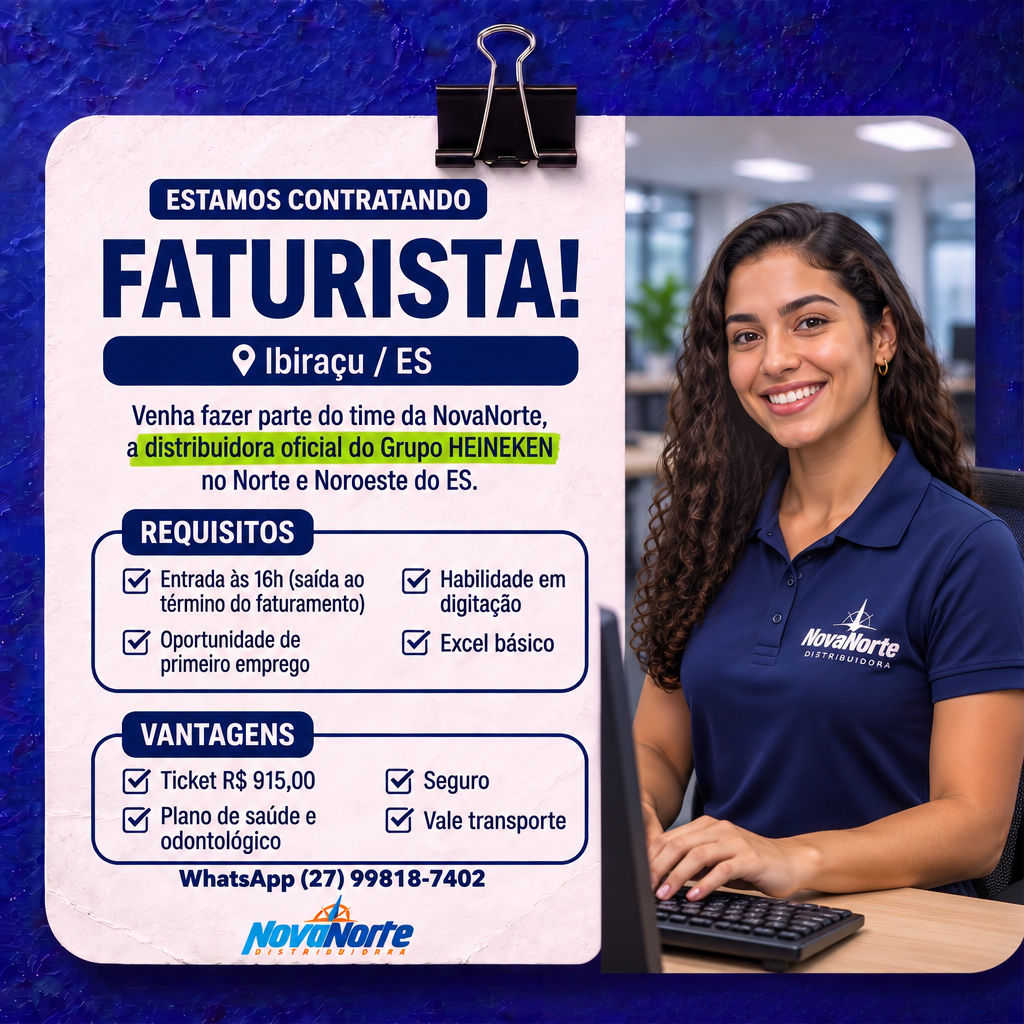 ESTAMOS CONTRATANDO
FATURISTA!
Ibiraçu / ES
Venha fazer parte do time da NovaNorte,
a distribuidora oficial do Grupo HEINEKEN
no Norte e Noroeste do ES.
REQUISITOS
Entrada às 16h (saída ao
término do faturamento)
Oportunidade de
primeiro emprego
Habilidade em
digitação
Excel básico
VANTAGENS
Ticket R$ 915,00
Plano de saúde e
odontológico
Seguro
Vale transporte
WhatsApp (27) 99818-7402
NovaNorte
DISTRIBUIDORA
NovaNorte
DISTRIBUIDORA